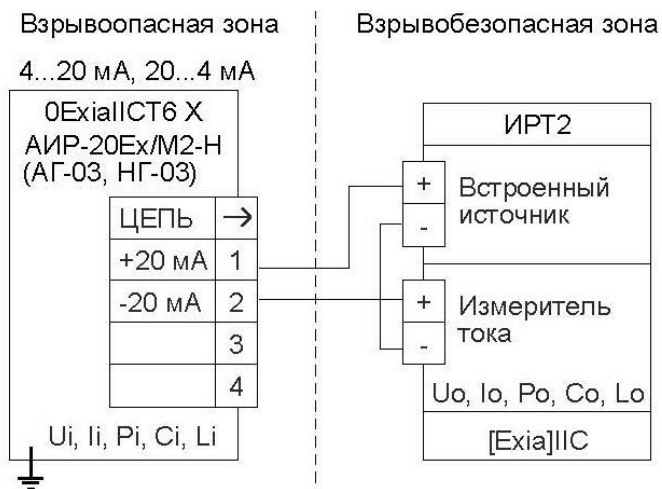 Взрывоопасная зона
Взрывобезопасная зона
4...20 мА, 20...4 мА
0ExiaIICT6 X
АИР-20Ex/М2-Н
(АГ-03, НГ-03)
ЦЕПЬ →
+20 мА 1
-20 мА 2
3
4
Ui, Ii, Pi, Ci, Li
ИРТ2
+
-
Встроенный
источник
+
-
Измеритель
тока
Uo, Io, Po, Co, Lo
[Exia]IIC